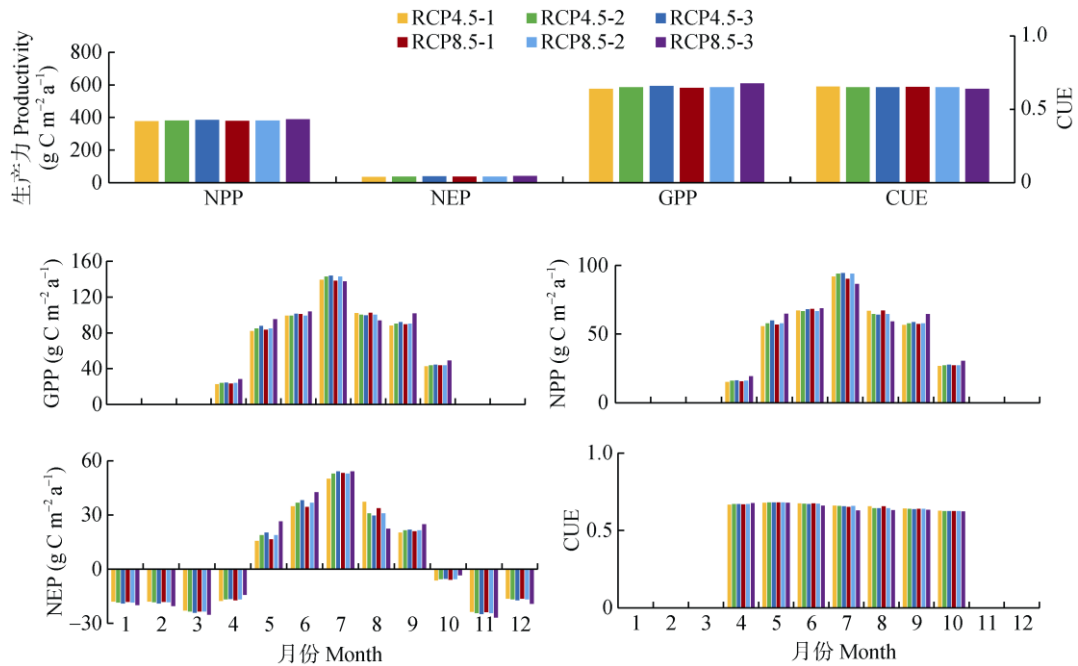 RCP4.5-1 RCP4.5-2 RCP4.5-3
RCP8.5-1 RCP8.5-2 RCP8.5-3
生产力 Productivity
(g C m⁻² a⁻¹)
800
600
400
200
0
1.0
0.5
0
CUE
NPP NEP GPP CUE
GPP (g C m⁻² a⁻¹)
160
120
80
40
0
NPP (g C m⁻² a⁻¹)
100
50
0
NEP (g C m⁻² a⁻¹)
60
30
0
−30
1 2 3 4 5 6 7 8 9 10 11 12
月份 Month
CUE
1.0
0.5
0
1 2 3 4 5 6 7 8 9 10 11 12
月份 Month